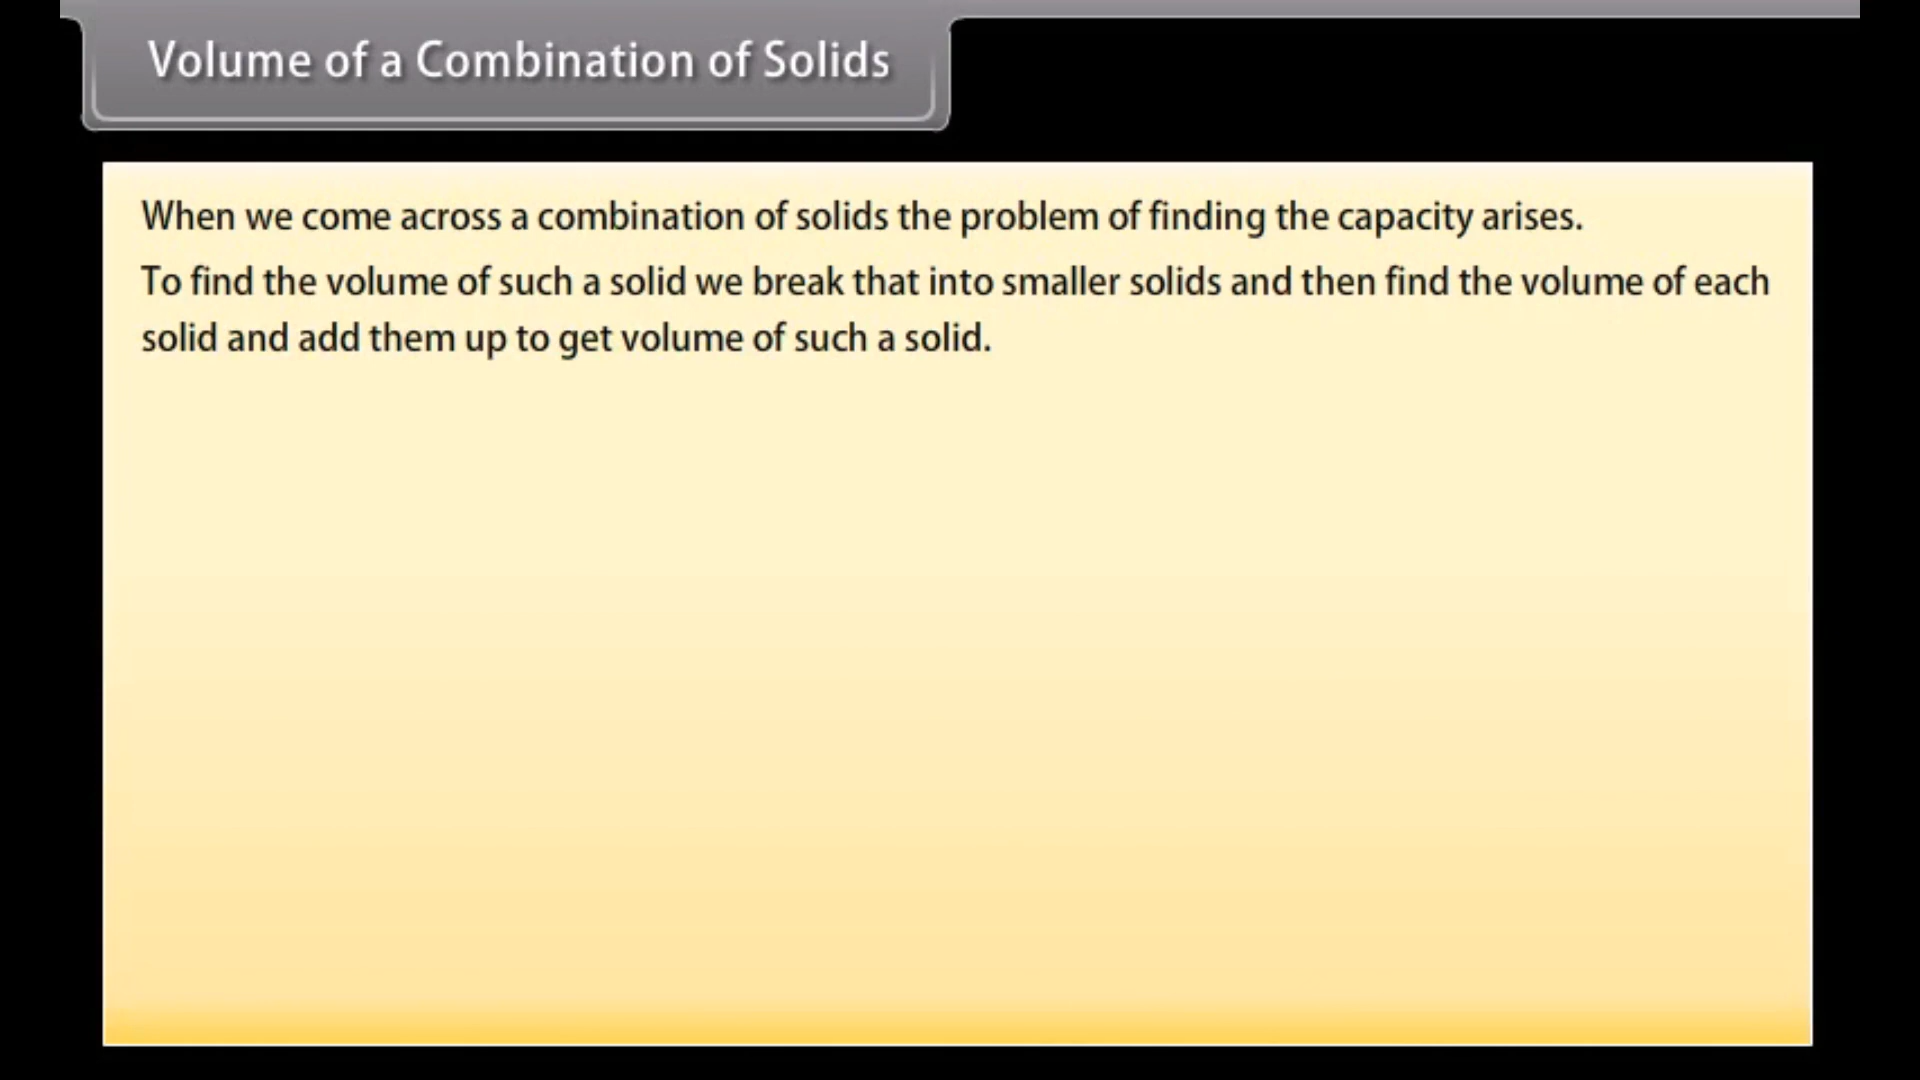 Volume of a Combination of Solids
When we come across a combination of solids the problem of finding the capacity arises.
To find the volume of such a solid we break that into smaller solids and then find the volume of each
solid and add them up to get volume of such a solid.